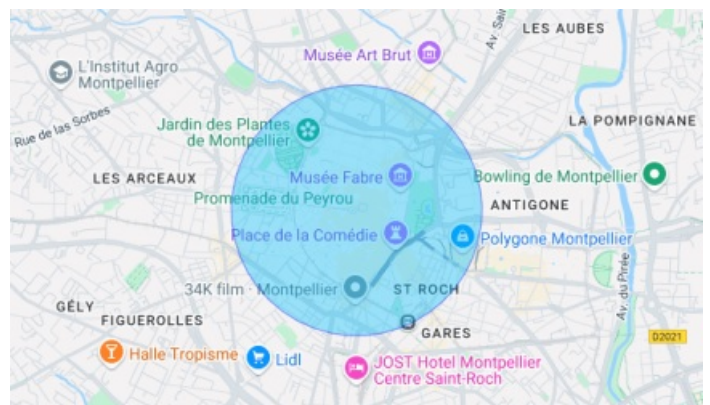 LES AUBES
Av. Sai
Musée Art Brut
L'Institut Agro
Montpellier
Rue de las Sorbes
LA POMPIGNANE
Jardin des Plantes
de Montpellier
LES ARCEAUX
Musée Fabre
Bowling de Montpellier
Promenade du Peyrou
ANTIGONE
Place de la Comédie
Polygone Montpellier
34K film · Montpellier
ST ROCH
Av. du Pirée
GÉLY
FIGUEROLLES
GARES
D2021
Halle Tropisme
Lidl
JOST Hotel Montpellier
Centre Saint-Roch